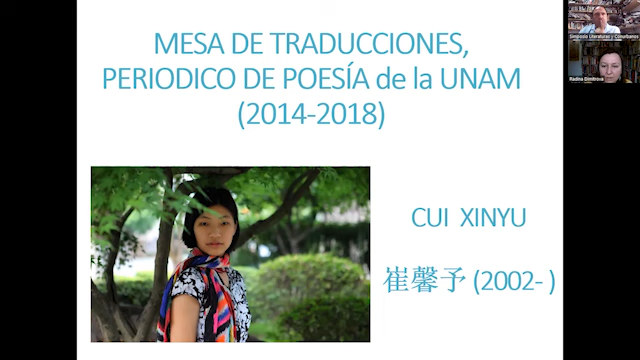 MESA DE TRADUCCIONES,
PERIODICO DE POESÍA de la UNAM
(2014-2018)
CUI XINYU
崔馨予 (2002- )
Simposio Literaturas y Conurbanos
Radina Dimitrova